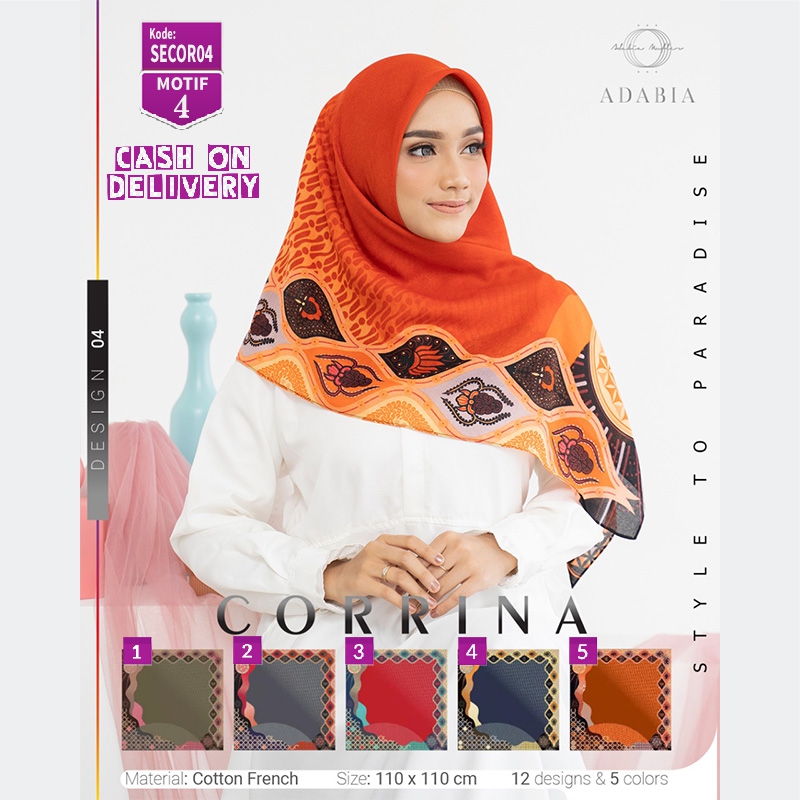 Kode:
SECOR04
MOTIF
4
CASH ON
DELIVERY
ADABIA
STYLE TO PARADISE
DESIGN 04
CORRINA
1 2 3 4 5
Material: Cotton French Size: 110 x 110 cm 12 designs & 5 colors